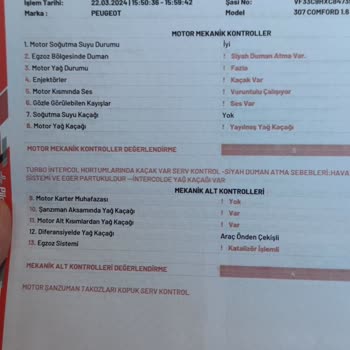 İşlem Tarihi: 22.03.2024 | 15:50:36 - 15:59:42 Şasi No:
Marka : PEUGEOT Model 307 COMFORD 1.6
MOTOR MEKANİK KONTROLLER
1. Motor Soğutma Suyu Durumu İyi
2. Egzoz Bölgesinde Duman ! Siyah Duman Atma Var.
3. Motor Yağ Durumu ! Fazla
4. Enjektörler ! Kaçak Var
5. Motor Kısmında Ses ! Vuruntulu Çalışıyor
6. Gözle Görülebilen Kayışlar ! Ses Var
7. Soğutma Suyu Kaçağı Yok
8. Motor Yağ Kaçağı ! Yayılmış Yağ Kaçağı
MOTOR MEKANİK KONTROLLER DEĞERLENDİRME
TURBO İNTERCOL HORTUMLARINDA KAÇAK VAR SERV KONTROL -SİYAH DUMAN ATMA SEBEBLERİ:HAVA
SİSTEMİ VE EGER PARTUKULDUR --İNTERCOLDE YAĞ KAÇAĞI VAR
MEKANİK ALT KONTROLLERİ
9. Motor Karter Muhafazası ! Yok
10. Şanzıman Aksamında Yağ Kaçağı ! Var
11. Motor Alt Kısımlardan Yağ Kaçağı ! Var
12. Diferansiyelde Yağ Kaçağı Araç Önden Çekişli
13. Egzoz Sistemi ! Katalizör İşlemli
MEKANİK ALT KONTROLLERİ DEĞERLENDİRME
MOTOR ŞANZUMAN TAKOZLARI KOPUK SERV KONTROL